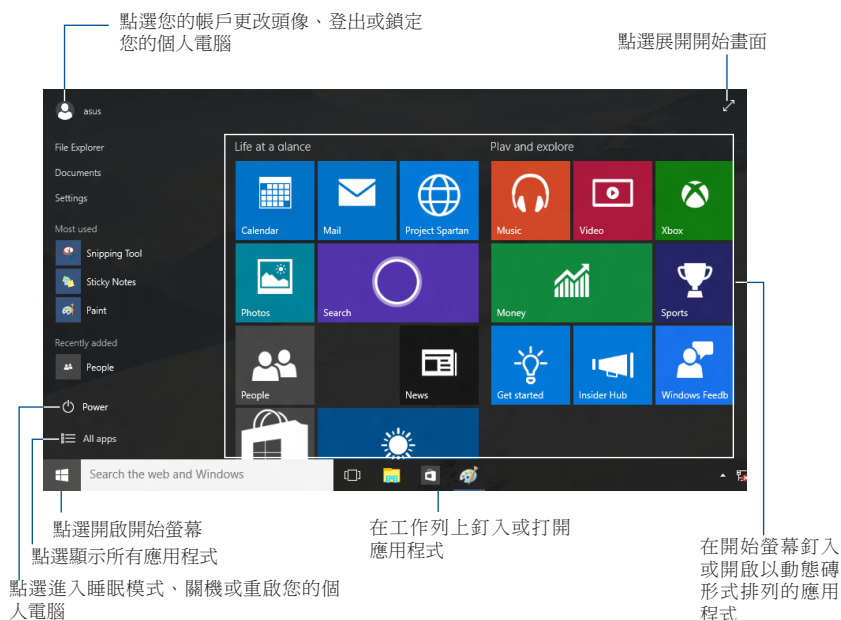 點選您的帳戶更改頭像、登出或鎖定
您的個人電腦
點選展開開始畫面
asus
File Explorer
Documents
Settings
Most used
Snipping Tool
Sticky Notes
Paint
Recently added
People
Power
All apps
Life at a glance
Calendar
Mail
Project Spartan
Photos
Search
People
News
Play and explore
Music
Video
Xbox
Money
Sports
Get started
Insider Hub
Windows Feedb
Search the web and Windows
點選開啟開始螢幕
點選顯示所有應用程式
點選進入睡眠模式、關機或重啟您的個
人電腦
在工作列上釘入或打開
應用程式
在開始螢幕釘入
或開啟以動態磚
形式排列的應用
程式